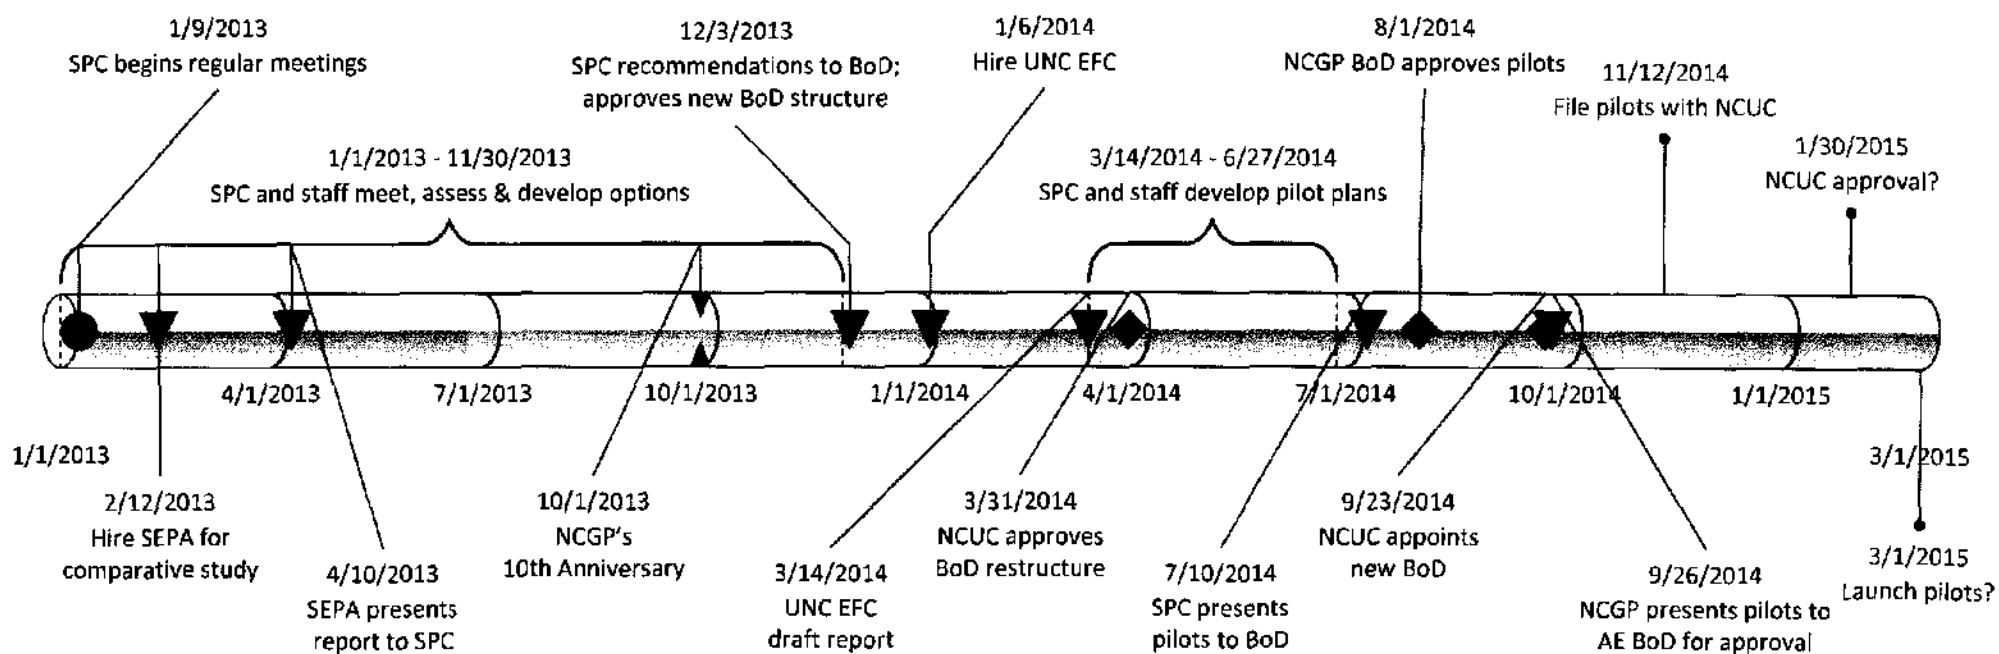 1/9/2013
SPC begins regular meetings
12/3/2013
SPC recommendations to BoD;
approves new BoD structure
1/6/2014
Hire UNC EFC
8/1/2014
NCGP BoD approves pilots
11/12/2014
File pilots with NCUC
1/30/2015
NCUC approval?
1/1/2013 - 11/30/2013
SPC and staff meet, assess & develop options
3/14/2014 - 6/27/2014
SPC and staff develop pilot plans
4/1/2013
7/1/2013
10/1/2013
1/1/2014
4/1/2014
7/1/2014
10/1/2014
1/1/2015
1/1/2013
3/1/2015
2/12/2013
Hire SEPA for
comparative study
4/10/2013
SEPA presents
report to SPC
10/1/2013
NCGP's
10th Anniversary
3/14/2014
UNC EFC
draft report
3/31/2014
NCUC approves
BoD restructure
7/10/2014
SPC presents
pilots to BoD
9/23/2014
NCUC appoints
new BoD
9/26/2014
NCGP presents pilots to
AE BoD for approval
3/1/2015
Launch pilots?